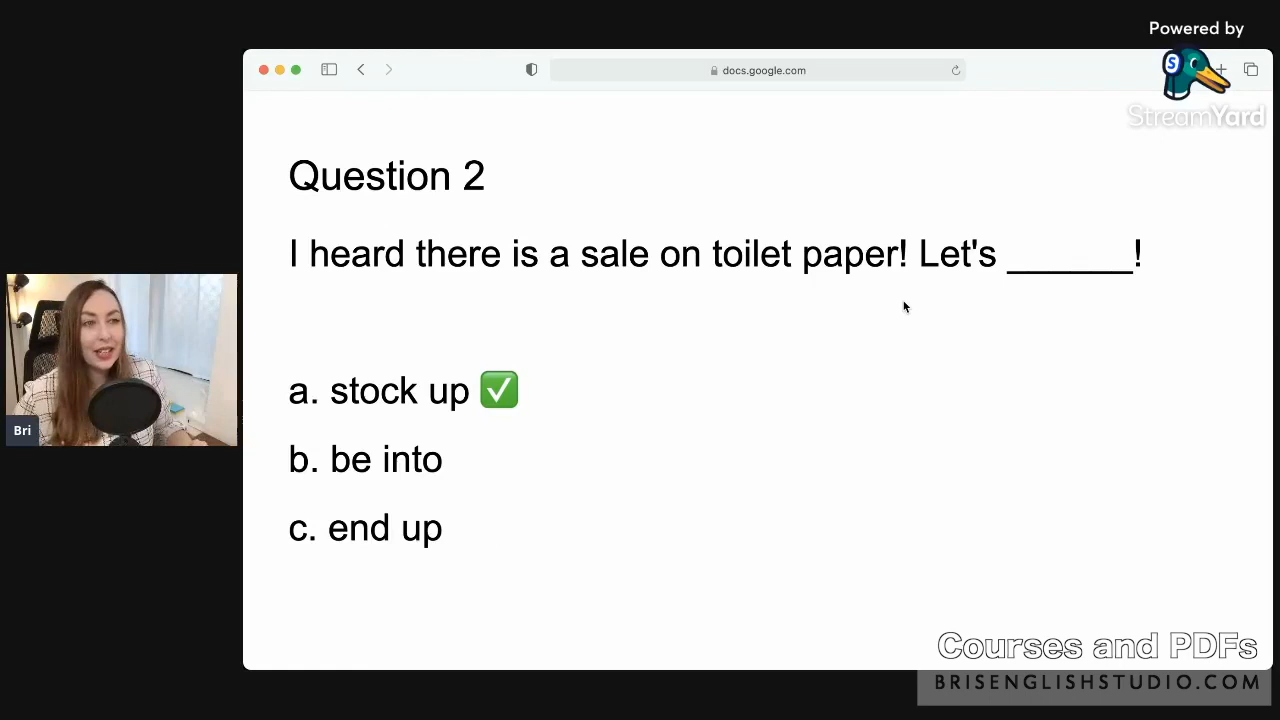 Powered by
docs.google.com
S
StreamYard
Question 2
I heard there is a sale on toilet paper! Let's ______!
a. stock up ✅
b. be into
c. end up
Bri
Courses and PDFs
BRISENGLISHSTUDIO.COM